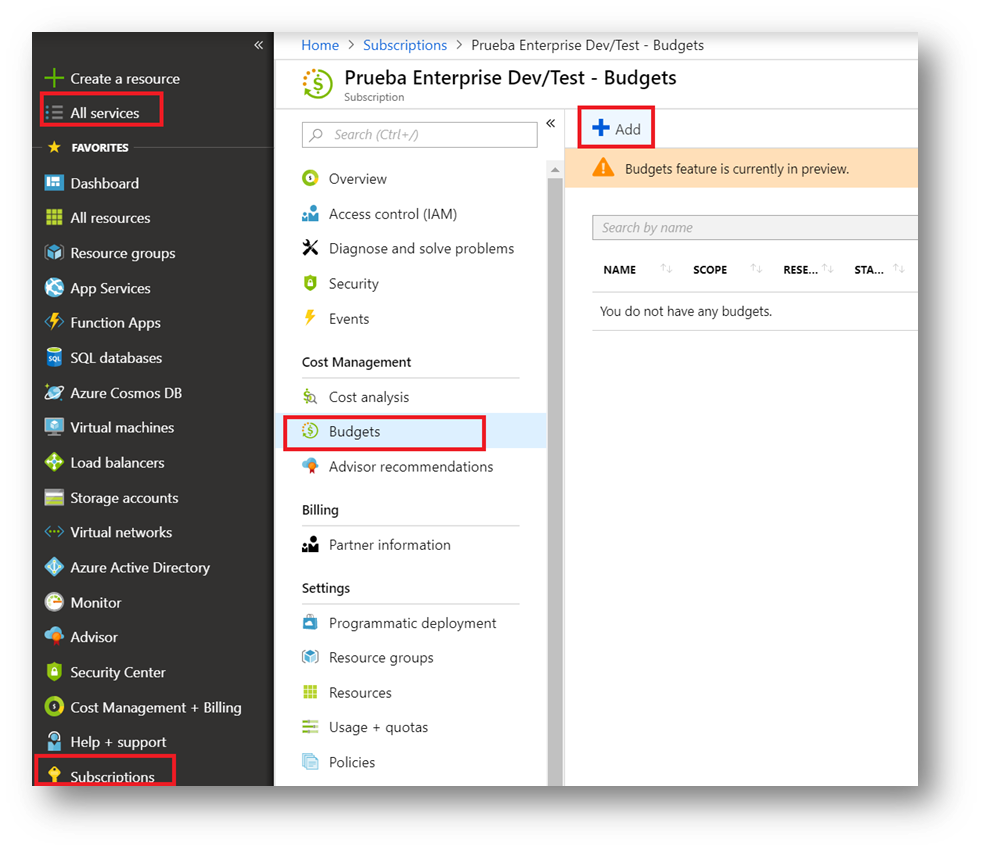 «
Create a resource
All services
FAVORITES
Dashboard
All resources
Resource groups
App Services
Function Apps
SQL databases
Azure Cosmos DB
Virtual machines
Load balancers
Storage accounts
Virtual networks
Azure Active Directory
Monitor
Advisor
Security Center
Cost Management + Billing
Help + support
Subscriptions
Home > Subscriptions > Prueba Enterprise Dev/Test - Budgets
Prueba Enterprise Dev/Test - Budgets
Subscription
Search (Ctrl+/)
«
Overview
Access control (IAM)
Diagnose and solve problems
Security
Events
Cost Management
Cost analysis
Budgets
Advisor recommendations
Billing
Partner information
Settings
Programmatic deployment
Resource groups
Resources
Usage + quotas
Policies
Add
Budgets feature is currently in preview.
Search by name
NAME ↑↓ SCOPE ↑↓ RESE... ↑↓ STA... ↑↓
You do not have any budgets.